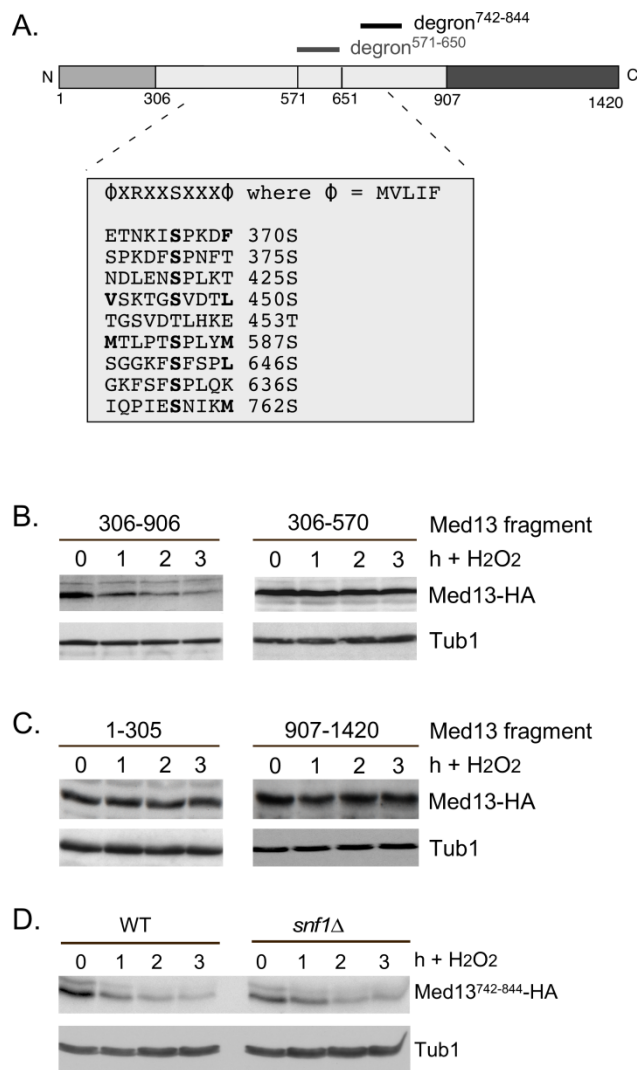 A.
degron742-844
degron571-650
N C
1 306 571 651 907 1420
ΦXRXXSXXXΦ where Φ = MVLIF
ETNKISPKDF 370S
SPKDFSPNFT 375S
NDLENSPLKT 425S
VSKTGSVDTL 450S
TGSVDTLHKE 453T
MTLPTSPLYM 587S
SGGKFSFSPL 646S
GKFSFSPLQK 636S
IQPIESNIKM 762S
B.
306-906 306-570 Med13 fragment
0 1 2 3 0 1 2 3 h + H2O2
Med13-HA
Tub1
C.
1-305 907-1420 Med13 fragment
0 1 2 3 0 1 2 3 h + H2O2
Med13-HA
Tub1
D.
WT snf1Δ
0 1 2 3 0 1 2 3 h + H2O2
Med13742-844-HA
Tub1